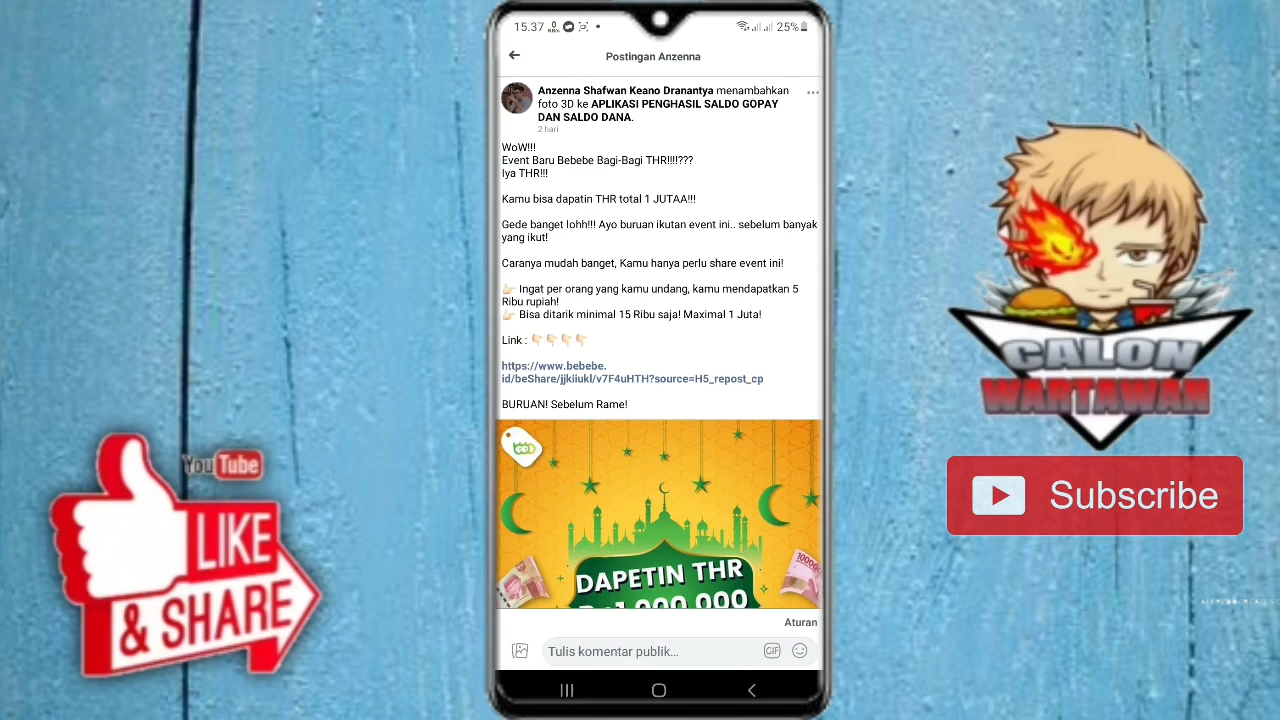 15.37
25%
Postingan Anzenna
Anzenna Shafwan Keano Dranantya menambahkan
foto 3D ke APLIKASI PENGHASIL SALDO GOPAY
DAN SALDO DANA.
2 hari
WoW!!!
Event Baru Bebebe Bagi-Bagi THR!!!!???
Iya THR!!!
Kamu bisa dapatin THR total 1 JUTAA!!!
Gede banget lohh!!! Ayo buruan ikutan event ini.. sebelum banyak
yang ikut!
Caranya mudah banget, Kamu hanya perlu share event ini!
👉🏻 Ingat per orang yang kamu undang, kamu mendapatkan 5
Ribu rupiah!
👉🏻 Bisa ditarik minimal 15 Ribu saja! Maximal 1 Juta!
Link : 👇🏻👇🏻👇🏻👇🏻
https://www.bebebe.
id/beShare/jjkiiukl/v7F4uHTH?source=H5_repost_cp
BURUAN! Sebelum Rame!
DAPETIN THR
Rp1.000.000
Aturan
Tulis komentar publik...
GIF
YouTube
LIKE
& SHARE
CALON
WARTAWAN
Subscribe